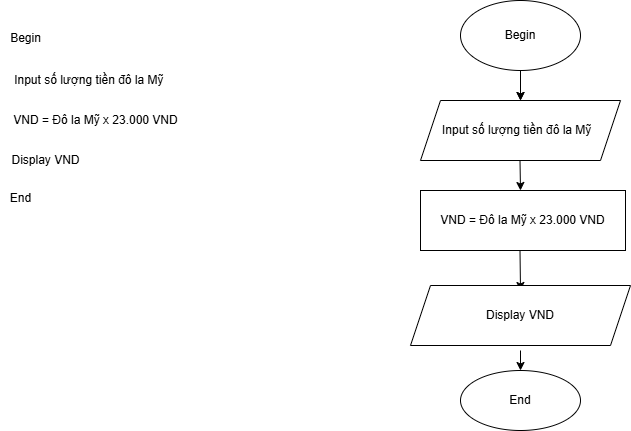 Begin
Input số lượng tiền đô la Mỹ
VND = Đô la Mỹ x 23.000 VND
Display VND
End
Begin
Input số lượng tiền đô la Mỹ
VND = Đô la Mỹ x 23.000 VND
Display VND
End